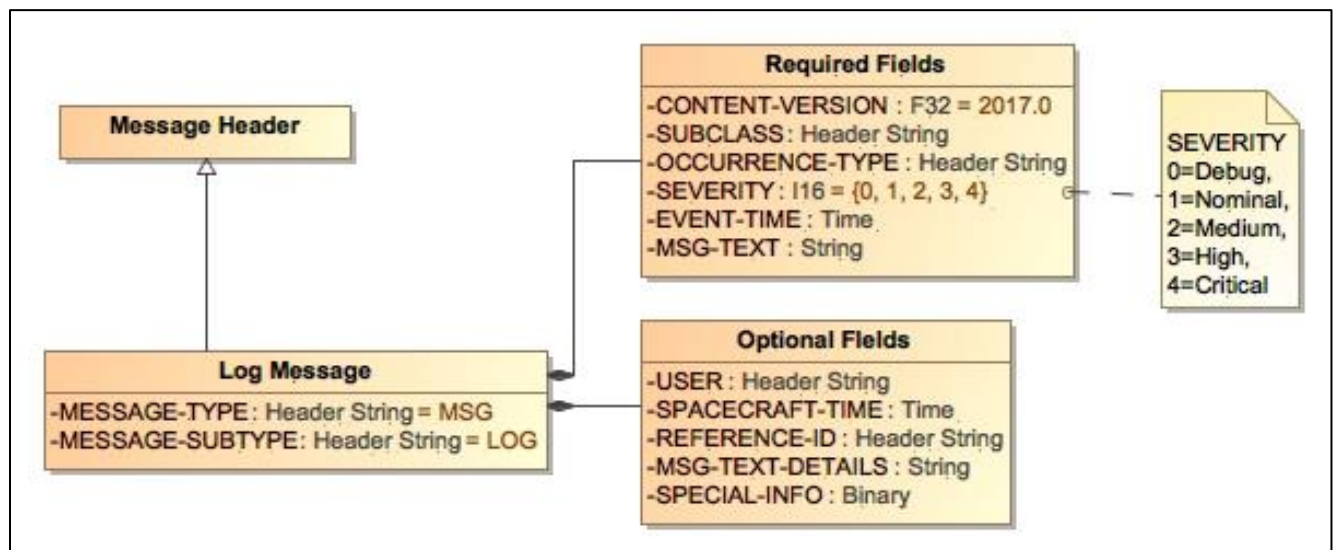 Message Header
Log Message
-MESSAGE-TYPE : Header String = MSG
-MESSAGE-SUBTYPE: Header String = LOG
Required Fields
-CONTENT-VERSION : F32 = 2017.0
-SUBCLASS: Header String
-OCCURRENCE-TYPE : Header String
-SEVERITY : I16 = {0, 1, 2, 3, 4}
-EVENT-TIME : Time
-MSG-TEXT : String
SEVERITY
0=Debug,
1=Nominal,
2=Medium,
3=High,
4=Critical
Optional FIelds
-USER : Header String
-SPACECRAFT-TIME : Time
-REFERENCE-ID : Header String
-MSG-TEXT-DETAILS : String
-SPECIAL-INFO : Binary